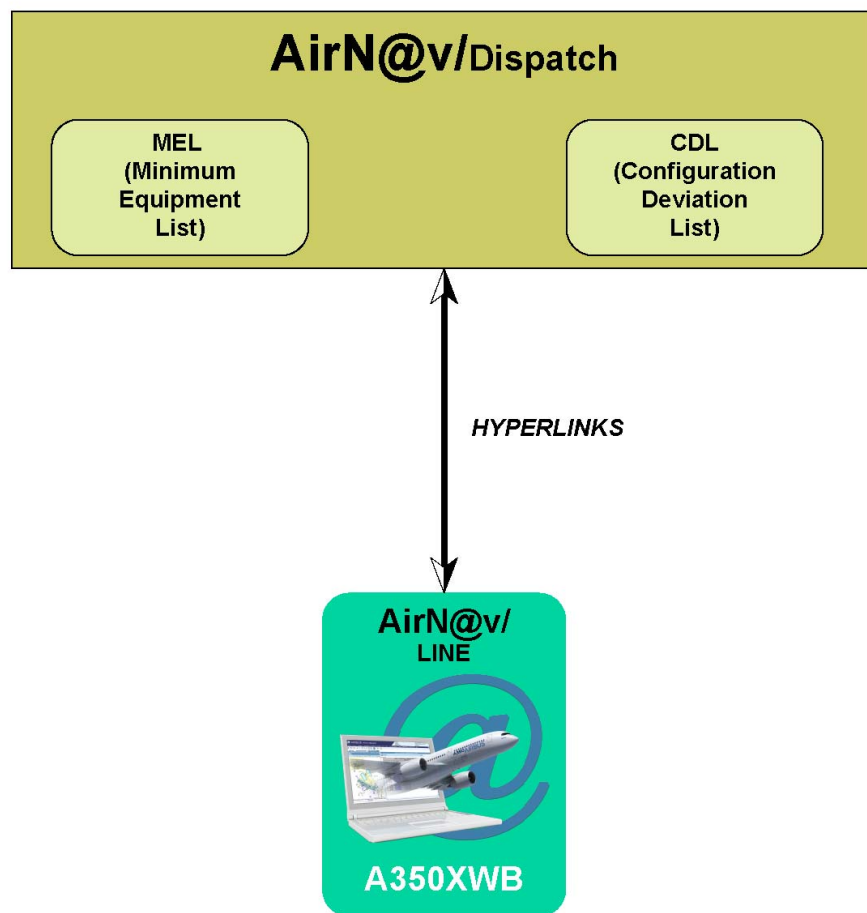 AirN@v/Dispatch
MEL
(Minimum
Equipment
List)
CDL
(Configuration
Deviation
List)
HYPERLINKS
AirN@v/
LINE
A350XWB